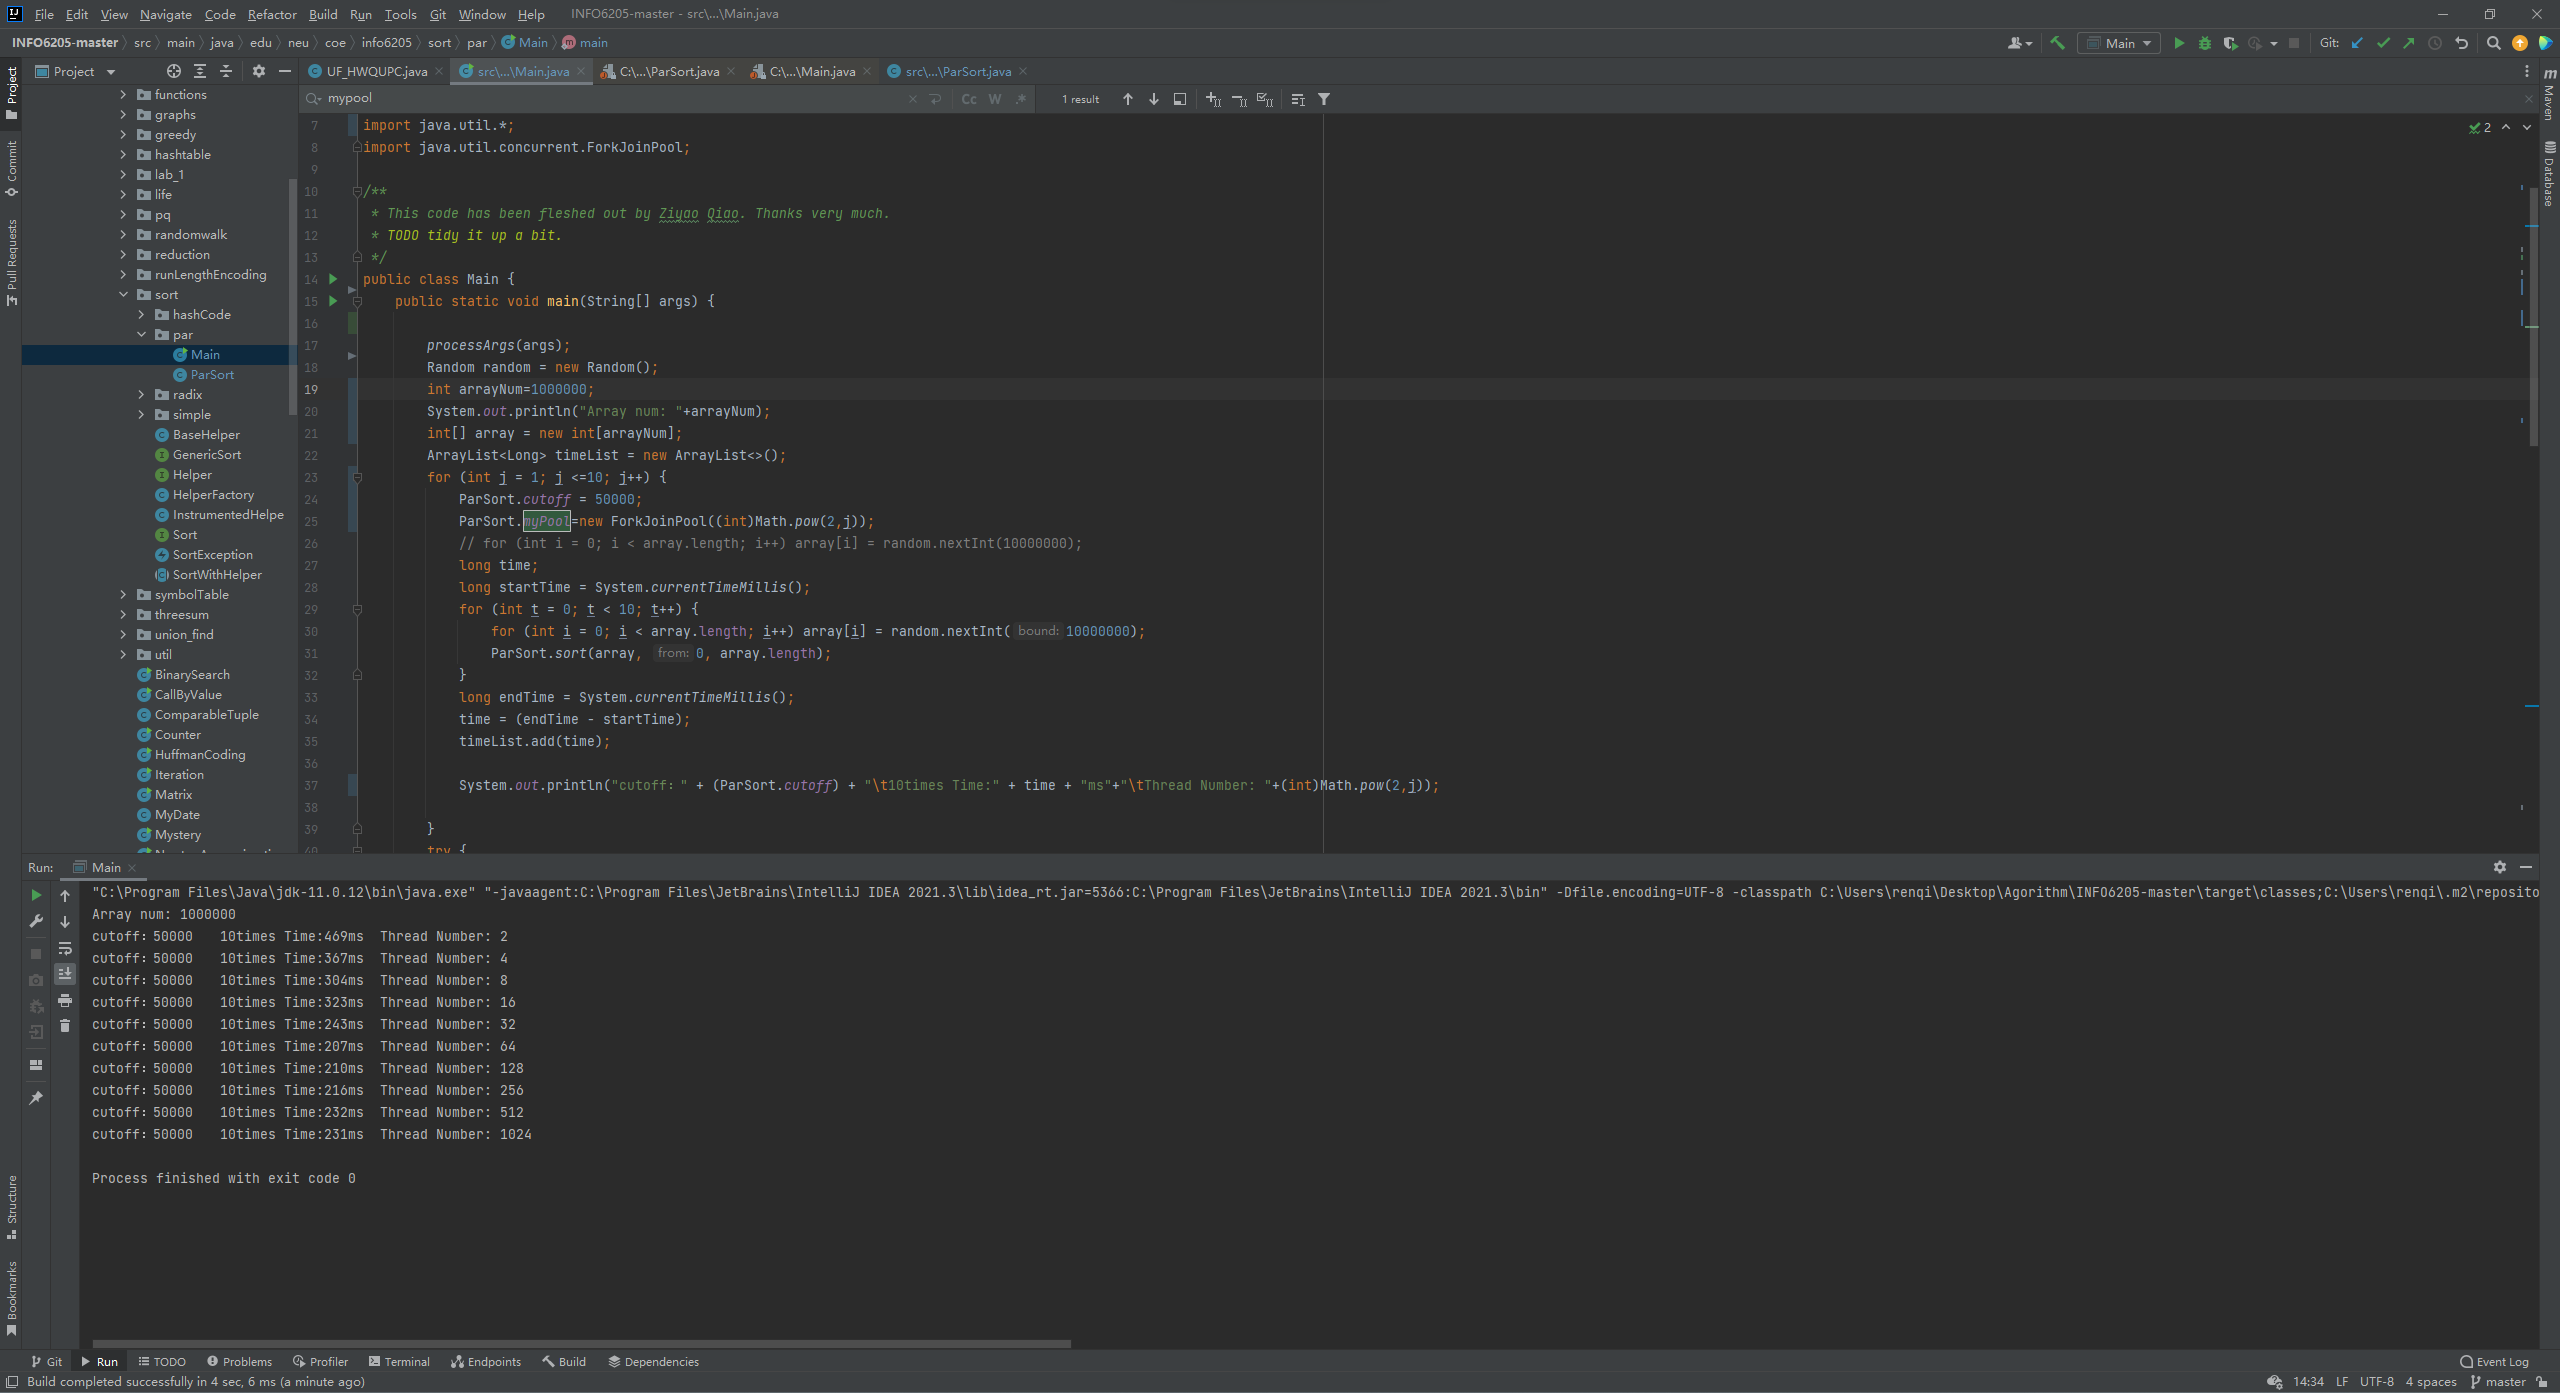 File Edit View Navigate Code Refactor Build Run Tools Git Window Help INFO6205-master - src\...\Main.java
INFO6205-master src main java edu neu coe info6205 sort par Main main
Main
Git:
Project
UF_HWQUPC.java
src\...\Main.java
C:\...\ParSort.java
C:\...\Main.java
src\...\ParSort.java
mypool
Cc W .*
1 result
Project
Commit
Pull Requests
Structure
Bookmarks
Maven
Database
2
functions
graphs
greedy
hashtable
lab_1
life
pq
randomwalk
reduction
runLengthEncoding
sort
hashCode
par
Main
ParSort
radix
simple
BaseHelper
GenericSort
Helper
HelperFactory
InstrumentedHelpe
Sort
SortException
SortWithHelper
symbolTable
threesum
union_find
util
BinarySearch
CallByValue
ComparableTuple
Counter
HuffmanCoding
Iteration
Matrix
MyDate
Mystery
7 import java.util.*;
8 import java.util.concurrent.ForkJoinPool;
9
10 /**
11 * This code has been fleshed out by Ziyao Qiao. Thanks very much.
12 * TODO tidy it up a bit.
13 */
14 public class Main {
15 public static void main(String[] args) {
16
17 processArgs(args);
18 Random random = new Random();
19 int arrayNum=1000000;
20 System.out.println("Array num: "+arrayNum);
21 int[] array = new int[arrayNum];
22 ArrayList<Long> timeList = new ArrayList<>();
23 for (int j = 1; j <=10; j++) {
24 ParSort.cutoff = 50000;
25 ParSort.myPool=new ForkJoinPool((int)Math.pow(2,j));
26 // for (int i = 0; i < array.length; i++) array[i] = random.nextInt(10000000);
27 long time;
28 long startTime = System.currentTimeMillis();
29 for (int t = 0; t < 10; t++) {
30 for (int i = 0; i < array.length; i++) array[i] = random.nextInt( bound: 10000000);
31 ParSort.sort(array, from: 0, array.length);
32 }
33 long endTime = System.currentTimeMillis();
34 time = (endTime - startTime);
35 timeList.add(time);
36
37 System.out.println("cutoff：" + (ParSort.cutoff) + "\t10times Time:" + time + "ms"+"\tThread Number: "+(int)Math.pow(2,j));
38
39 }
40 try {
Run: Main
"C:\Program Files\Java\jdk-11.0.12\bin\java.exe" "-javaagent:C:\Program Files\JetBrains\IntelliJ IDEA 2021.3\lib\idea_rt.jar=5366:C:\Program Files\JetBrains\IntelliJ IDEA 2021.3\bin" -Dfile.encoding=UTF-8 -classpath C:\Users\renqi\Desktop\Agorithm\INFO6205-master\target\classes;C:\Users\renqi\.m2\reposito
Array num: 1000000
cutoff：50000 10times Time:469ms Thread Number: 2
cutoff：50000 10times Time:367ms Thread Number: 4
cutoff：50000 10times Time:304ms Thread Number: 8
cutoff：50000 10times Time:323ms Thread Number: 16
cutoff：50000 10times Time:243ms Thread Number: 32
cutoff：50000 10times Time:207ms Thread Number: 64
cutoff：50000 10times Time:210ms Thread Number: 128
cutoff：50000 10times Time:216ms Thread Number: 256
cutoff：50000 10times Time:232ms Thread Number: 512
cutoff：50000 10times Time:231ms Thread Number: 1024
Process finished with exit code 0
Git Run TODO Problems Profiler Terminal Endpoints Build Dependencies Event Log
Build completed successfully in 4 sec, 6 ms (a minute ago) 14:34 LF UTF-8 4 spaces master